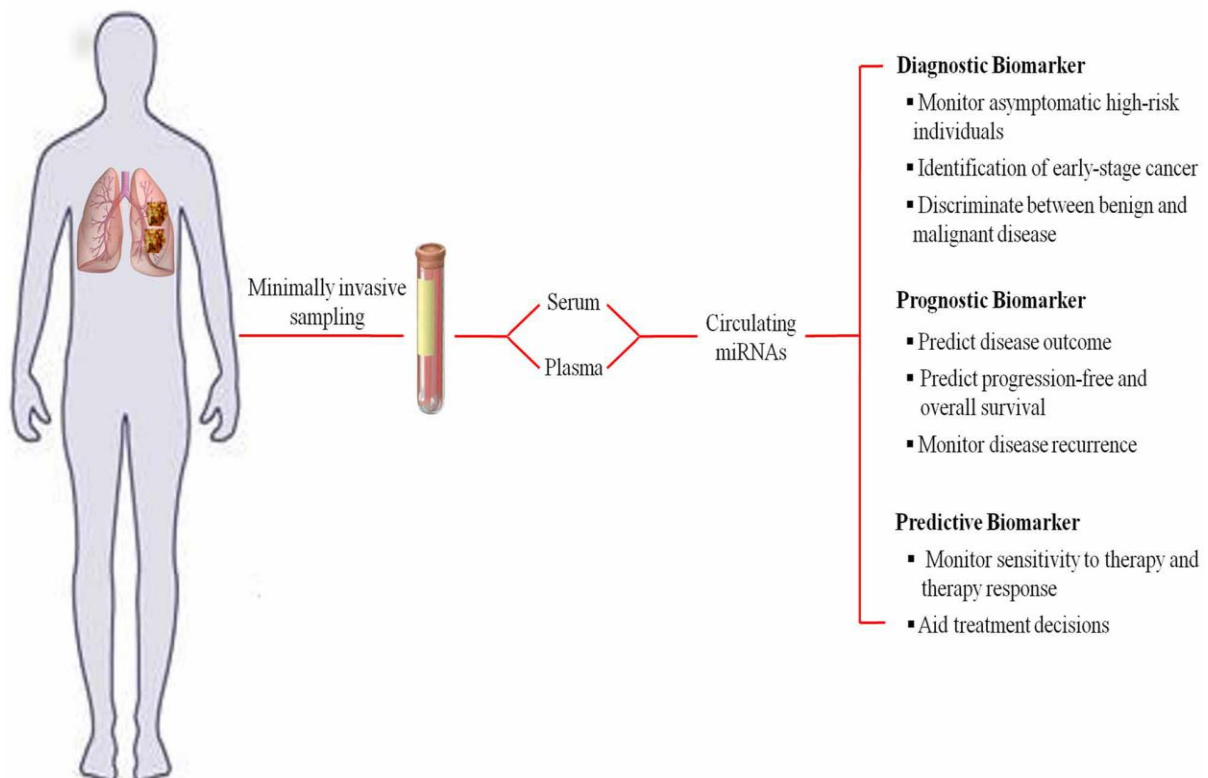 Minimally invasive
sampling
Serum
Plasma
Circulating
miRNAs
Diagnostic Biomarker
▪ Monitor asymptomatic high-risk
individuals
▪ Identification of early-stage cancer
▪ Discriminate between benign and
malignant disease
Prognostic Biomarker
▪ Predict disease outcome
▪ Predict progression-free and
overall survival
▪ Monitor disease recurrence
Predictive Biomarker
▪ Monitor sensitivity to therapy and
therapy response
▪ Aid treatment decisions